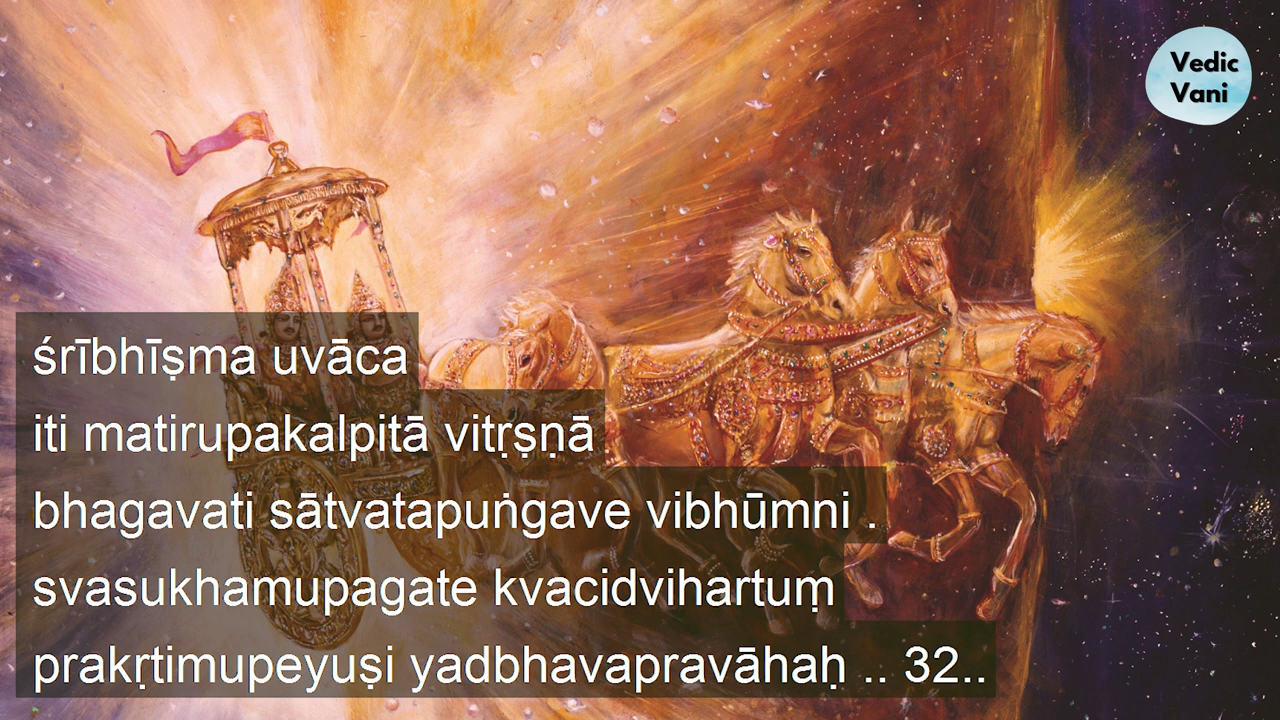 Vedic
Vani
śrībhīṣma uvāca
iti matirupakalpitā vitṛṣṇā
bhagavati sātvatapuṅgave vibhūmni .
svasukhamupagate kvacidvihartuṃ
prakṛtimupeyuṣi yadbhavapravāhaḥ .. 32..